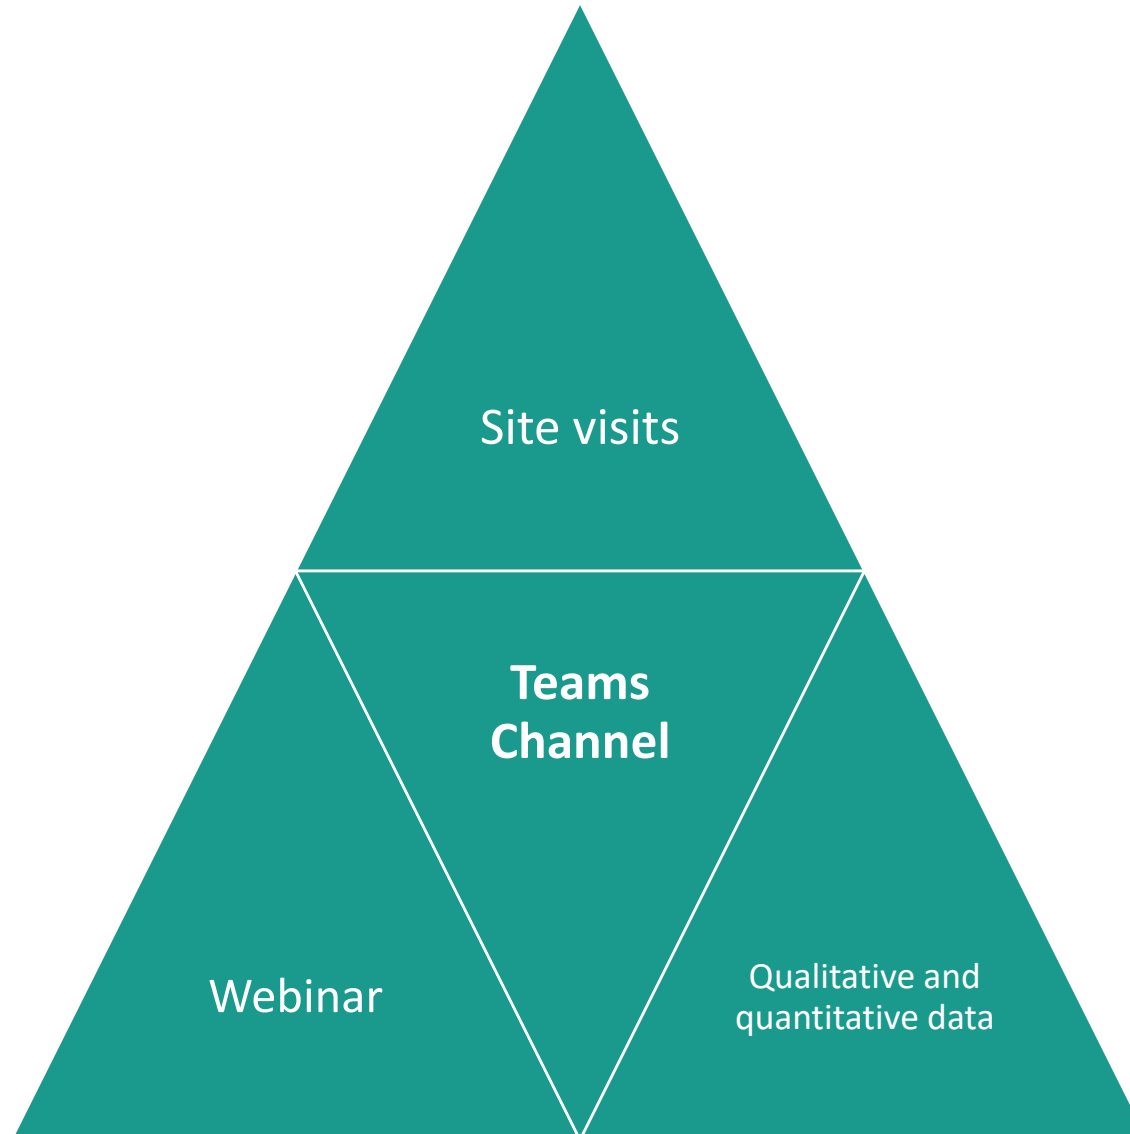 Site visits
Teams
Channel
Webinar
Qualitative and
quantitative data